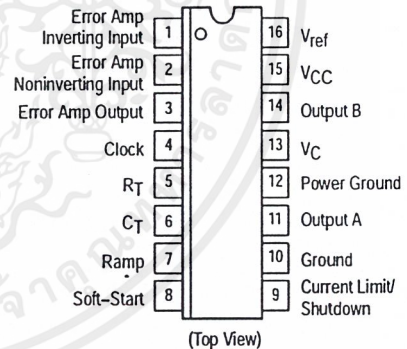 Error Amp
Inverting Input
1
Error Amp
Noninverting Input
2
Error Amp Output
3
Clock
4
RT
5
CT
6
Ramp
7
Soft–Start
8
16
Vref
15
VCC
14
Output B
13
VC
12
Power Ground
11
Output A
10
Ground
9
Current Limit/
Shutdown
(Top View)